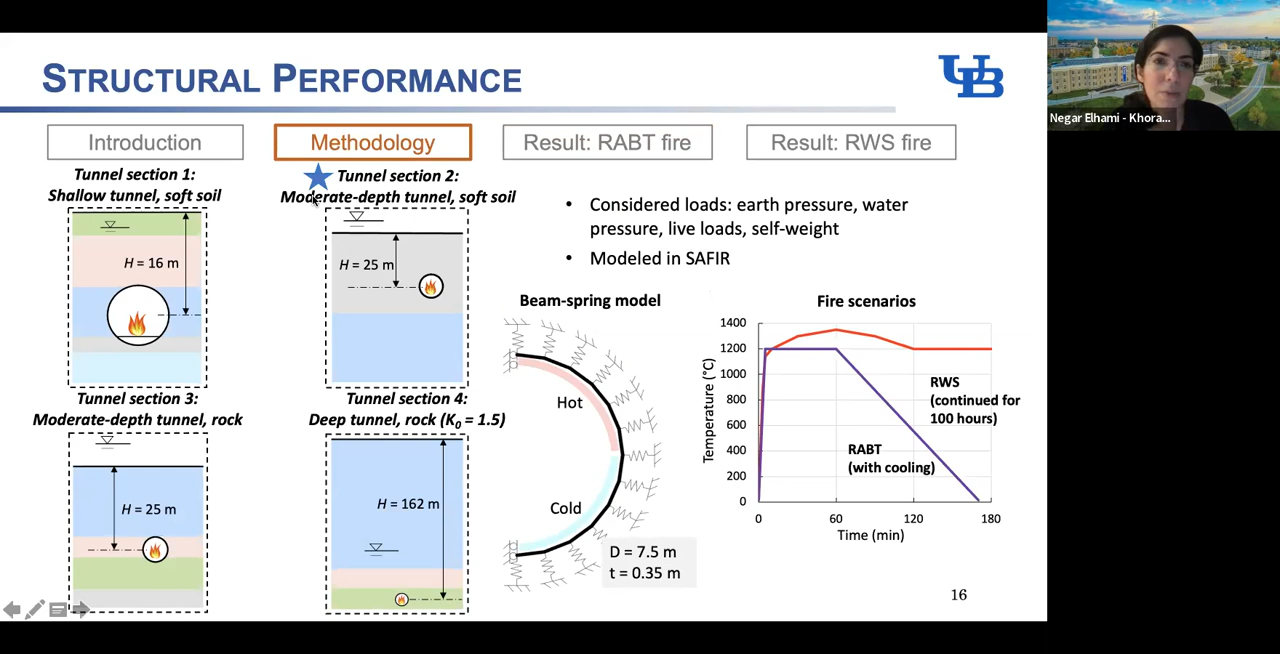 STRUCTURAL PERFORMANCE
UB
Negar Elhami - Khora...
Introduction
Methodology
Result: RABT fire
Result: RWS fire
Tunnel section 1:
Shallow tunnel, soft soil
H = 16 m
Tunnel section 2:
Moderate-depth tunnel, soft soil
H = 25 m
Tunnel section 3:
Moderate-depth tunnel, rock
H = 25 m
Tunnel section 4:
Deep tunnel, rock (K0 = 1.5)
H = 162 m
• Considered loads: earth pressure, water
pressure, live loads, self-weight
• Modeled in SAFIR
Beam-spring model
Hot
Cold
D = 7.5 m
t = 0.35 m
Fire scenarios
Temperature (°C)
1400
1200
1000
800
600
400
200
0
RWS
(continued for
100 hours)
RABT
(with cooling)
0 60 120 180
Time (min)
16